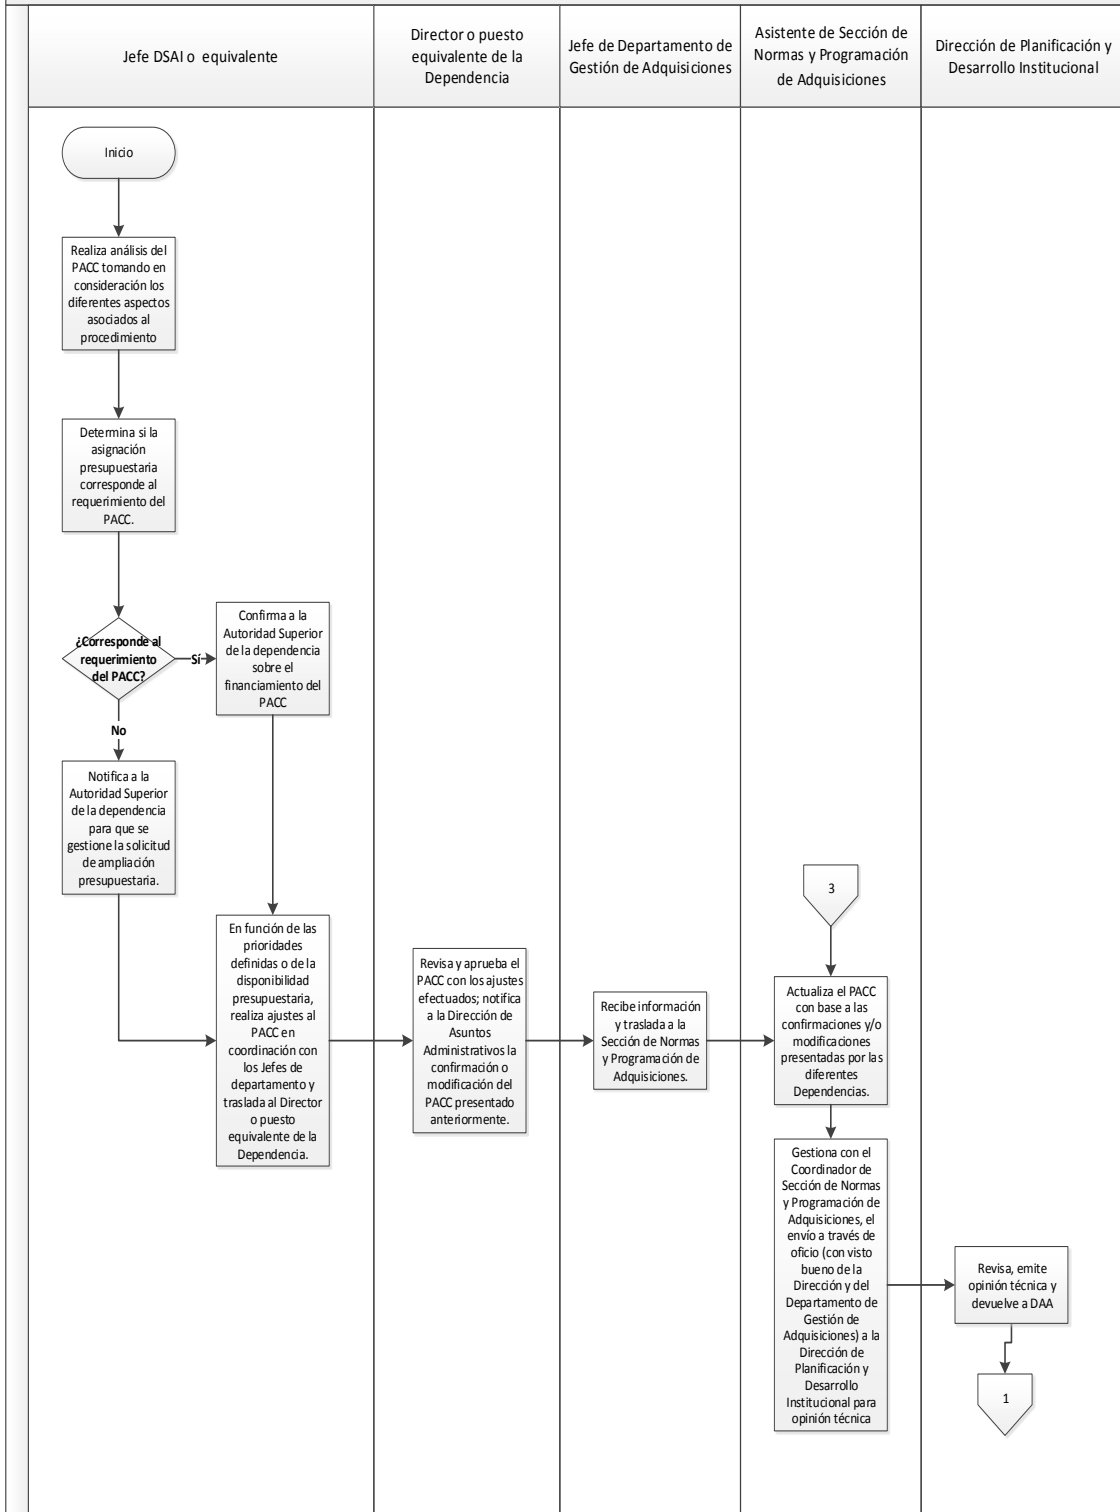 Jefe DSAI o equivalente
Director o puesto
equivalente de la
Dependencia
Jefe de Departamento de
Gestión de Adquisiciones
Asistente de Sección de
Normas y Programación
de Adquisiciones
Dirección de Planificación y
Desarrollo Institucional
Inicio
Realiza análisis del
PACC tomando en
consideración los
diferentes aspectos
asociados al
procedimiento
Determina si la
asignación
presupuestaria
corresponde al
requerimiento del
PACC.
¿Corresponde al
requerimiento
del PACC?
Sí
Confirma a la
Autoridad Superior
de la dependencia
sobre el
financiamiento del
PACC
No
Notifica a la
Autoridad Superior
de la dependencia
para que se
gestione la solicitud
de ampliación
presupuestaria.
En función de las
prioridades
definidas o de la
disponibilidad
presupuestaria,
realiza ajustes al
PACC en
coordinación con
los Jefes de
departamento y
traslada al Director
o puesto
equivalente de la
Dependencia.
Revisa y aprueba el
PACC con los ajustes
efectuados; notifica
a la Dirección de
Asuntos
Administrativos la
confirmación o
modificación del
PACC presentado
anteriormente.
Recibe información
y traslada a la
Sección de Normas
y Programación de
Adquisiciones.
3
Actualiza el PACC
con base a las
confirmaciones y/o
modificaciones
presentadas por las
diferentes
Dependencias.
Gestiona con el
Coordinador de
Sección de Normas
y Programación de
Adquisiciones, el
envío a través de
oficio (con visto
bueno de la
Dirección y del
Departamento de
Gestión de
Adquisiciones) a la
Dirección de
Planificación y
Desarrollo
Institucional para
opinión técnica
Revisa, emite
opinión técnica y
devuelve a DAA
1